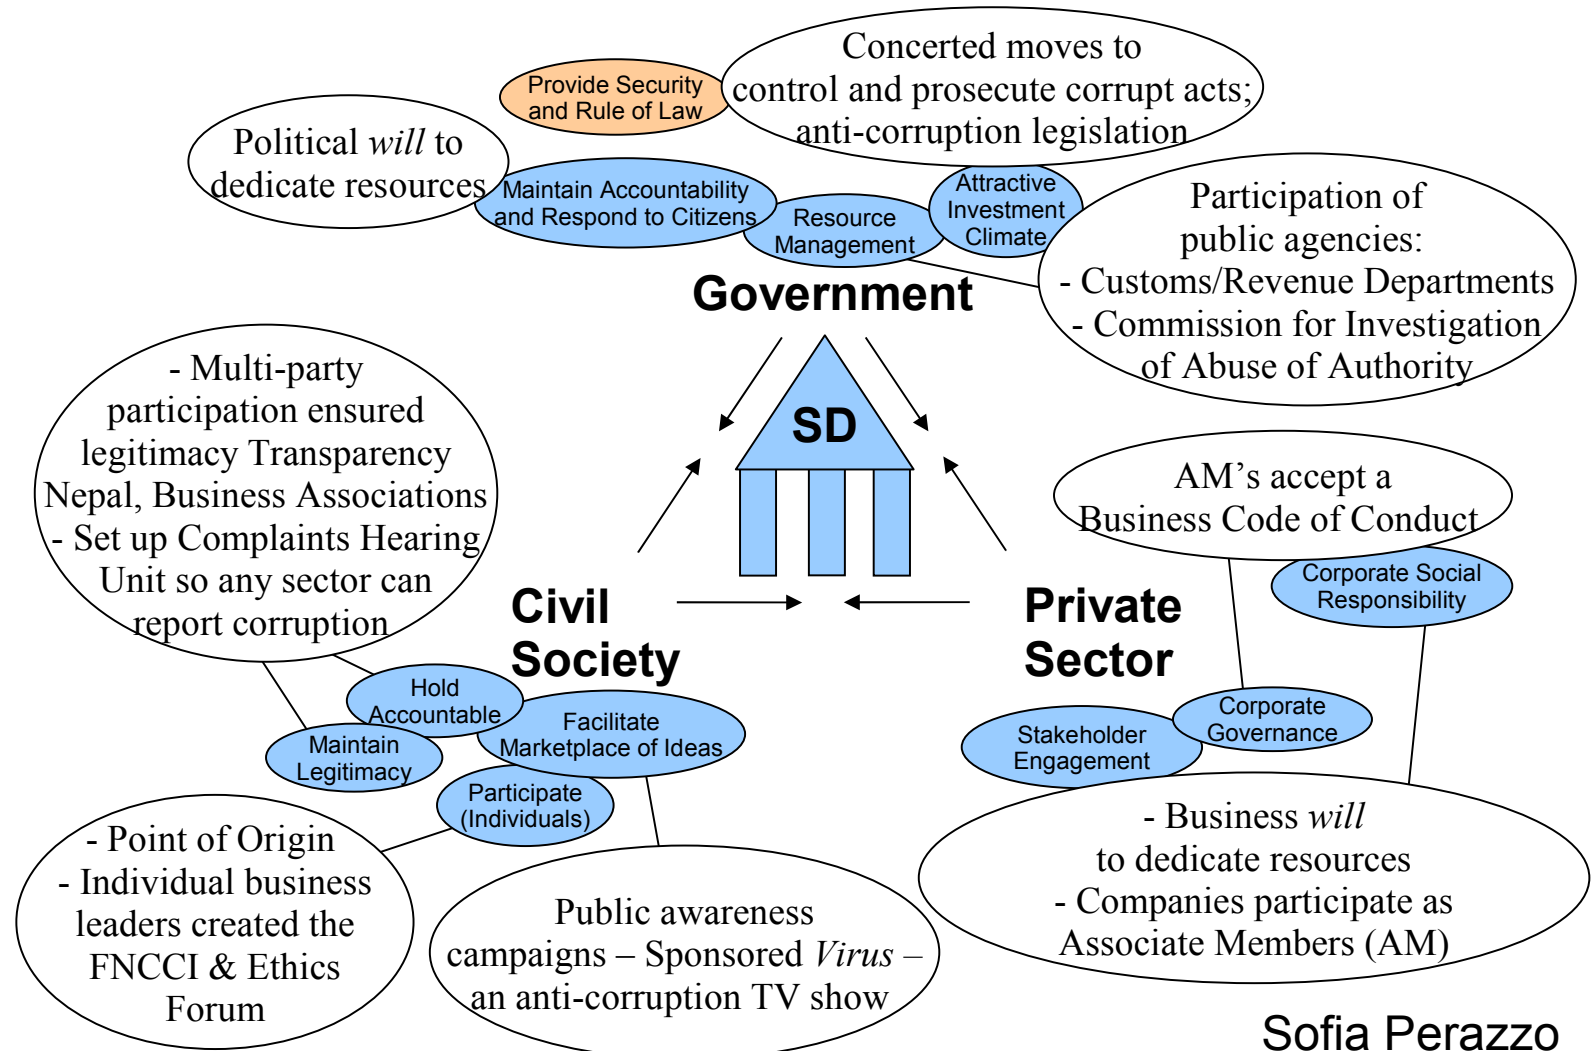 Concerted moves to
control and prosecute corrupt acts;
anti-corruption legislation
Provide Security
and Rule of Law
Political will to
dedicate resources
Maintain Accountability
and Respond to Citizens
Resource
Management
Attractive
Investment
Climate
Participation of
public agencies:
- Customs/Revenue Departments
- Commission for Investigation
of Abuse of Authority
Government
SD
- Multi-party
participation ensured
legitimacy Transparency
Nepal, Business Associations
- Set up Complaints Hearing
Unit so any sector can
report corruption
AM’s accept a
Business Code of Conduct
Corporate Social
Responsibility
Civil
Society
Private
Sector
Hold
Accountable
Maintain
Legitimacy
Facilitate
Marketplace of Ideas
Participate
(Individuals)
Stakeholder
Engagement
Corporate
Governance
- Point of Origin
- Individual business
leaders created the
FNCCI & Ethics
Forum
Public awareness
campaigns – Sponsored Virus –
an anti-corruption TV show
- Business will
to dedicate resources
- Companies participate as
Associate Members (AM)
Sofia Perazzo